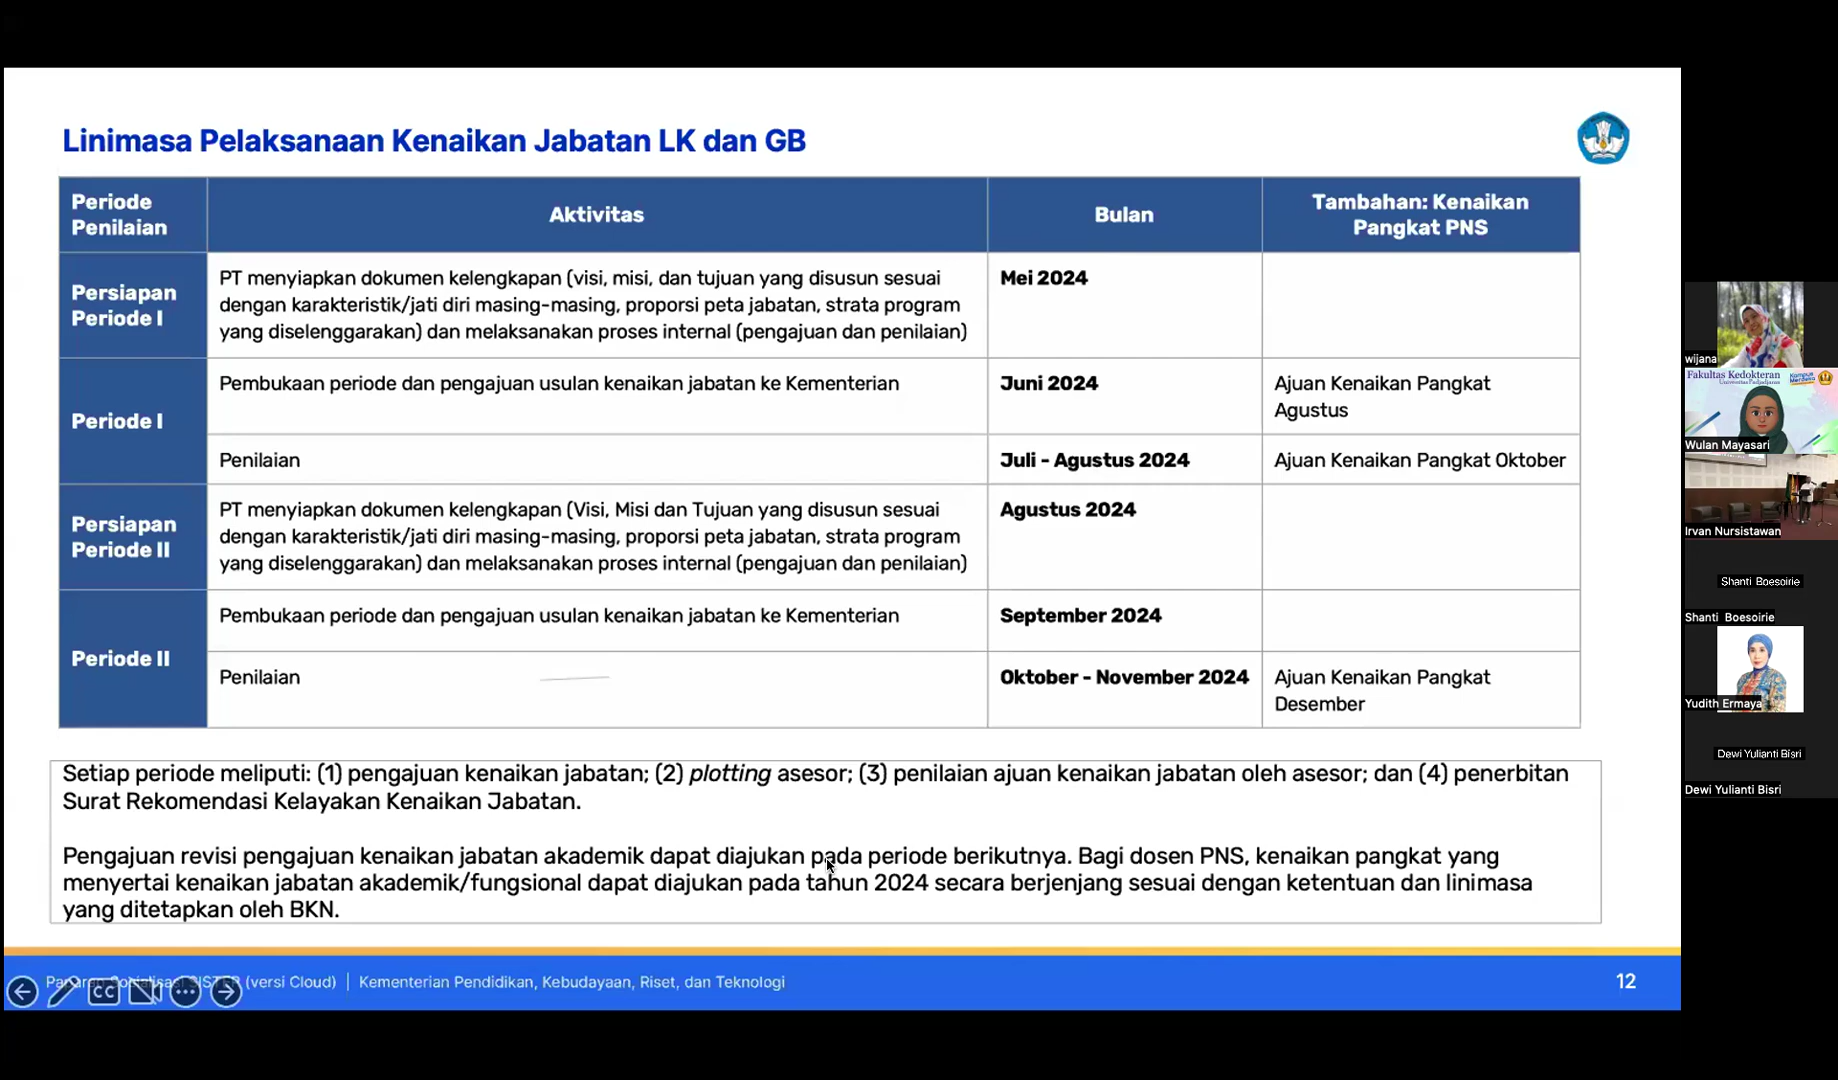 Linimasa Pelaksanaan Kenaikan Jabatan LK dan GB
Periode
Penilaian
Aktivitas
Bulan
Tambahan: Kenaikan
Pangkat PNS
Persiapan
Periode I
PT menyiapkan dokumen kelengkapan (visi, misi, dan tujuan yang disusun sesuai
dengan karakteristik/jati diri masing-masing, proporsi peta jabatan, strata program
yang diselenggarakan) dan melaksanakan proses internal (pengajuan dan penilaian)
Mei 2024
Periode I
Pembukaan periode dan pengajuan usulan kenaikan jabatan ke Kementerian
Juni 2024
Ajuan Kenaikan Pangkat
Agustus
Penilaian
Juli - Agustus 2024
Ajuan Kenaikan Pangkat Oktober
Persiapan
Periode II
PT menyiapkan dokumen kelengkapan (Visi, Misi dan Tujuan yang disusun sesuai
dengan karakteristik/jati diri masing-masing, proporsi peta jabatan, strata program
yang diselenggarakan) dan melaksanakan proses internal (pengajuan dan penilaian)
Agustus 2024
Periode II
Pembukaan periode dan pengajuan usulan kenaikan jabatan ke Kementerian
September 2024
Penilaian
Oktober - November 2024
Ajuan Kenaikan Pangkat
Desember
Setiap periode meliputi: (1) pengajuan kenaikan jabatan; (2) plotting asesor; (3) penilaian ajuan kenaikan jabatan oleh asesor; dan (4) penerbitan
Surat Rekomendasi Kelayakan Kenaikan Jabatan.
Pengajuan revisi pengajuan kenaikan jabatan akademik dapat diajukan pada periode berikutnya. Bagi dosen PNS, kenaikan pangkat yang
menyertai kenaikan jabatan akademik/fungsional dapat diajukan pada tahun 2024 secara berjenjang sesuai dengan ketentuan dan linimasa
yang ditetapkan oleh BKN.
Paparan Sosialisasi SISTER (versi Cloud) | Kementerian Pendidikan, Kebudayaan, Riset, dan Teknologi
CC
12
wijana
Fakultas Kedokteran
Universitas Padjadjaran
Kampus
Merdeka
Wulan Mayasari
Irvan Nursistawan
Shanti Boesoirie
Shanti Boesoirie
Yudith Ermaya
Dewi Yulianti Bisri
Dewi Yulianti Bisri